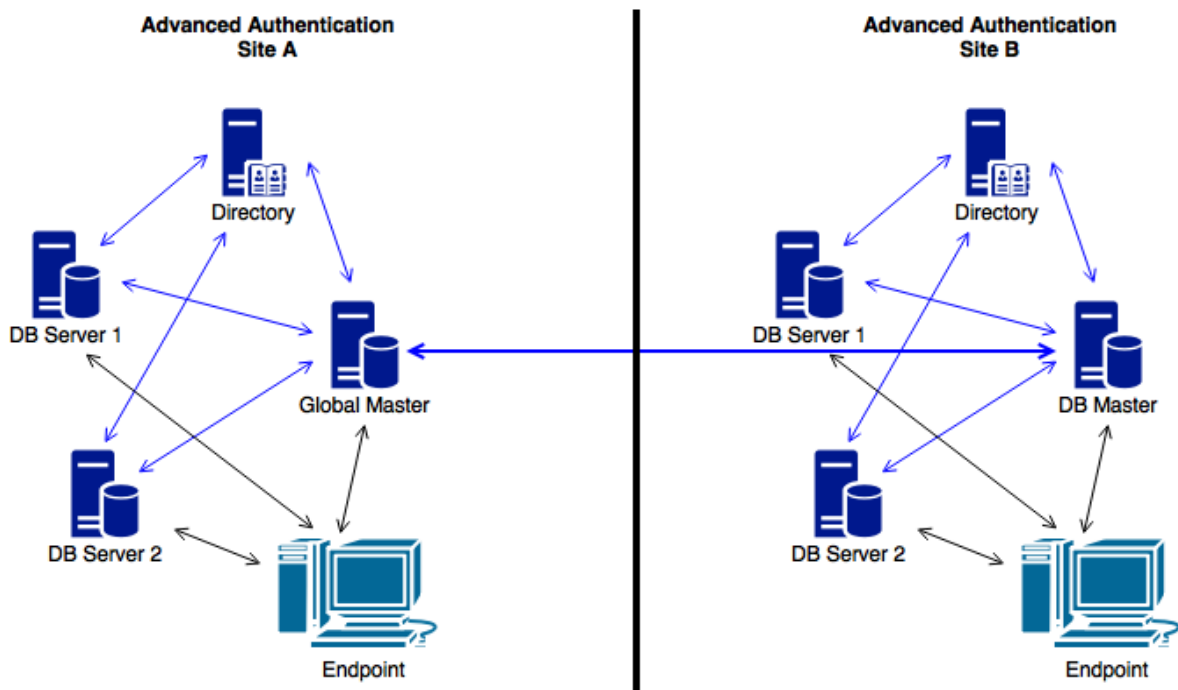 Advanced Authentication
Site A
Directory
DB Server 1
Global Master
DB Server 2
Endpoint
Advanced Authentication
Site B
Directory
DB Server 1
DB Master
DB Server 2
Endpoint